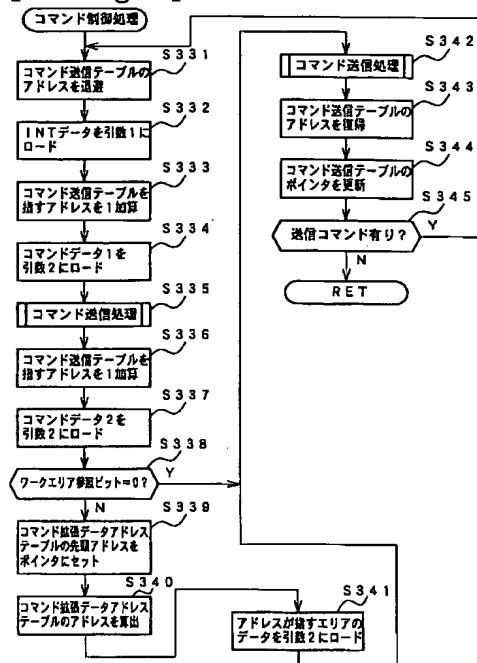 コマンド制御処理
S331
コマンド送信テーブルの
アドレスを退避
S332
INTデータを引数1に
ロード
S333
コマンド送信テーブルを
指すアドレスを1加算
S334
コマンドデータ1を
引数2にロード
S335
コマンド送信処理
S336
コマンド送信テーブルを
指すアドレスを1加算
S337
コマンドデータ2を
引数2にロード
S338
ワークエリア参照ビット=0?
Y
N
S339
コマンド拡張データアドレス
テーブルの先頭アドレスを
ポインタにセット
S340
コマンド拡張データアドレス
テーブルのアドレスを算出
S341
アドレスが指すエリアの
データを引数2にロード
S342
コマンド送信処理
S343
コマンド送信テーブルの
アドレスを復帰
S344
コマンド送信テーブルの
ポインタを更新
S345
送信コマンド有り?
Y
N
RET